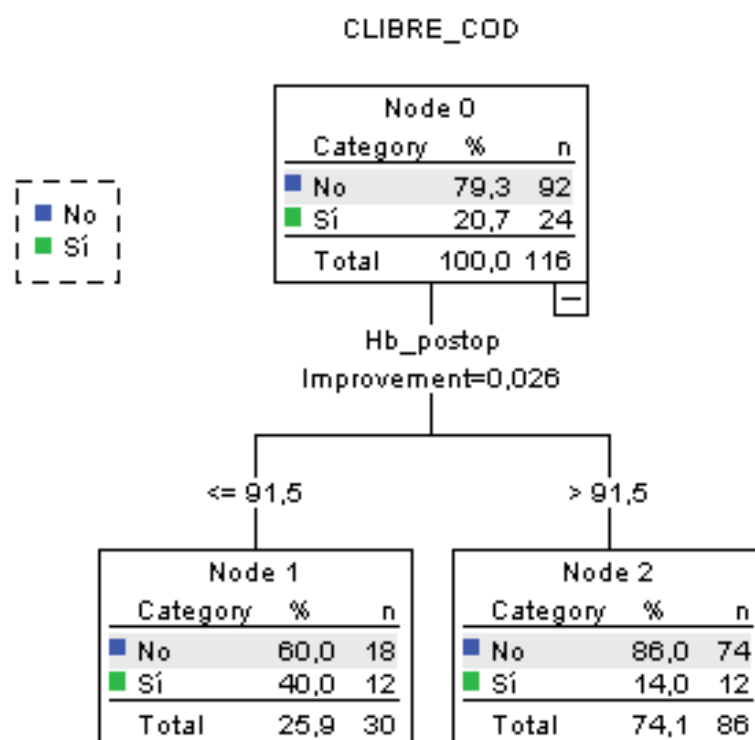 CLIBRE_COD
No
Sí
Node 0
Category % n
No 79,3 92
Sí 20,7 24
Total 100,0 116
Hb_postop
Improvement=0,026
<= 91,5
> 91,5
Node 1
Category % n
No 60,0 18
Sí 40,0 12
Total 25,9 30
Node 2
Category % n
No 86,0 74
Sí 14,0 12
Total 74,1 86